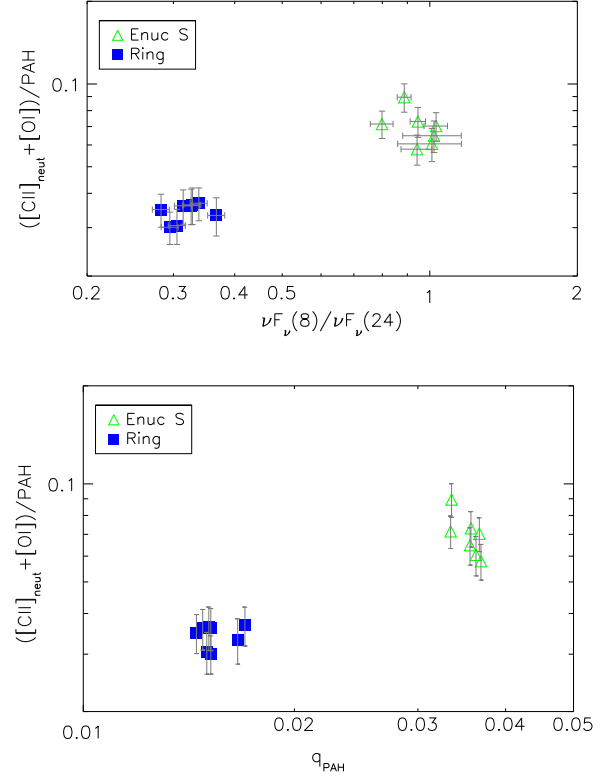 Enuc S
Ring
([CII]neut+[OI])/PAH
0.1
0.2 0.3 0.4 0.5 1 2
νFν(8)/νFν(24)
Enuc S
Ring
([CII]neut+[OI])/PAH
0.1
0.01 0.02 0.03 0.04 0.05
qPAH